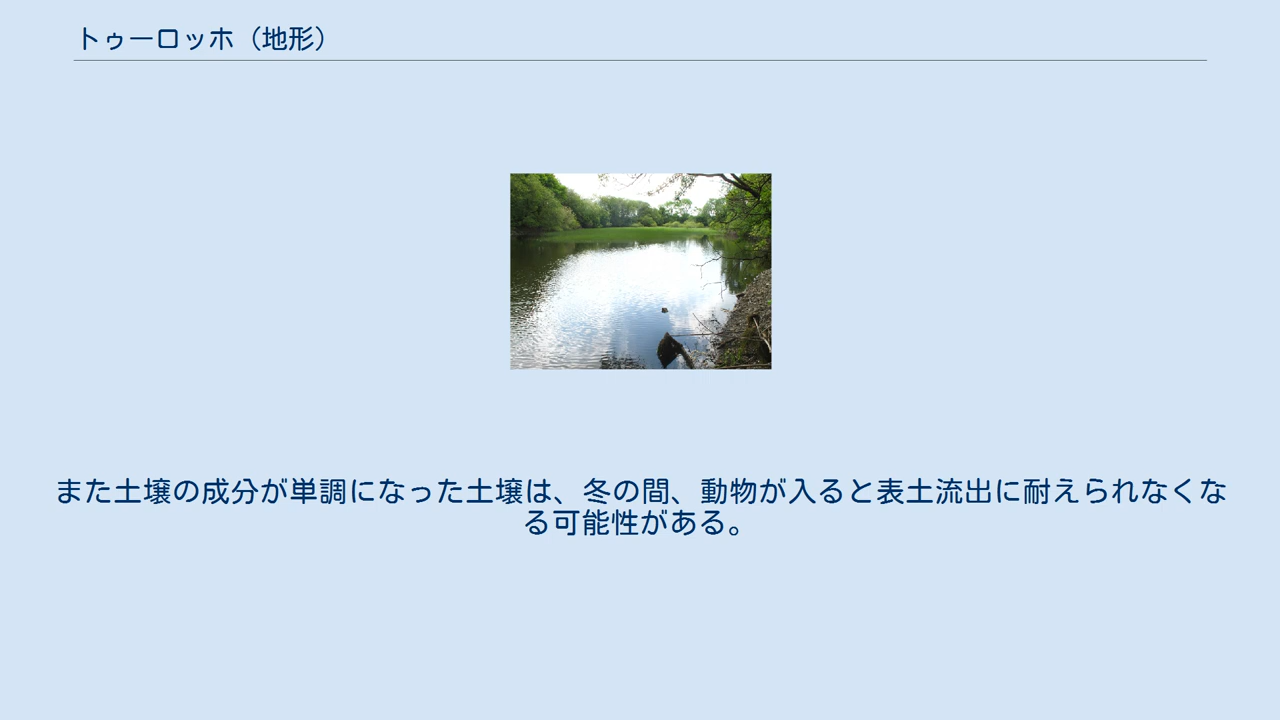 トゥーロッホ（地形）
また土壌の成分が単調になった土壌は、冬の間、動物が入ると表土流出に耐えられなくな
る可能性がある。